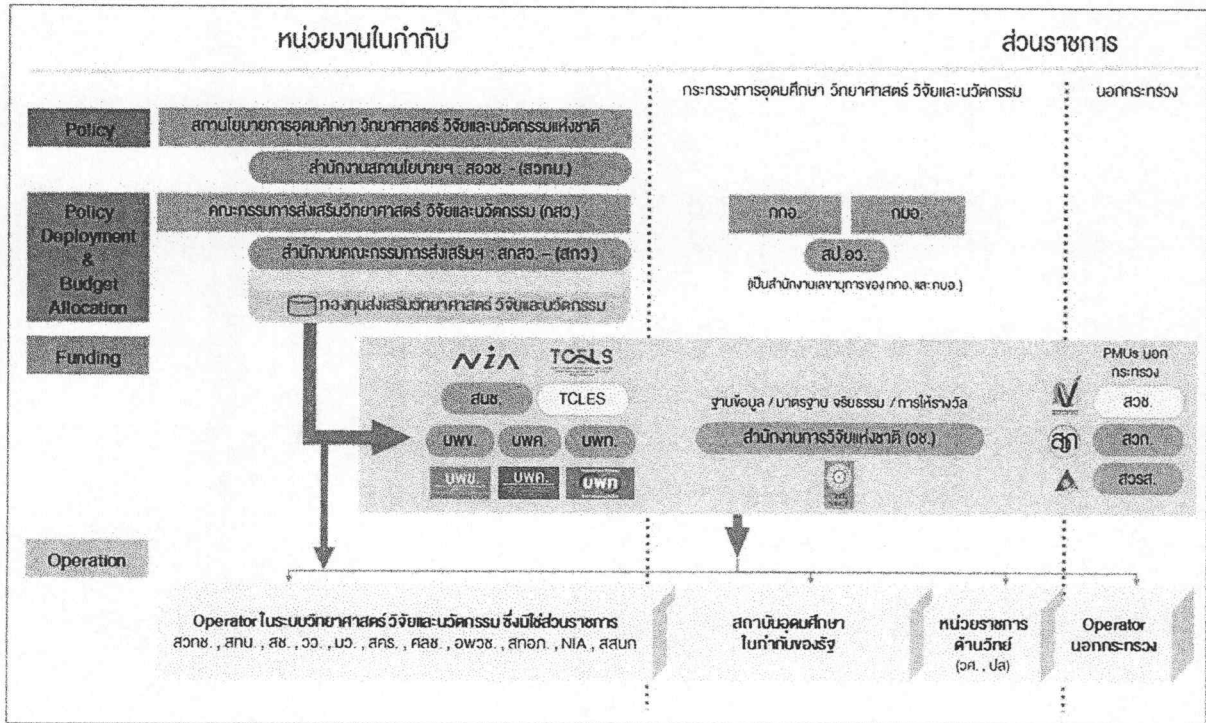 หน่วยงานในกำกับ
ส่วนราชการ
กระทรวงการอุดมศึกษา วิทยาศาสตร์ วิจัยและนวัตกรรม
นอกกระทรวง
Policy
สภานโยบายการอุดมศึกษา วิทยาศาสตร์ วิจัยและนวัตกรรมแห่งชาติ
สำนักงานสภานโยบายฯ : สอวช. - (สวทน.)
Policy
Deployment
&
Budget
Allocation
คณะกรรมการส่งเสริมวิทยาศาสตร์ วิจัยและนวัตกรรม (กสว.)
สำนักงานคณะกรรมการส่งเสริมฯ : สกสว. – (สกว.)
กองทุนส่งเสริมวิทยาศาสตร์ วิจัยและนวัตกรรม
กกอ.
กมอ.
สป.อว.
(เป็นสำนักงานเลขานุการของ กกอ. และ กมอ.)
Funding
NiA
TCELS
สนช.
TCLES
บพข.
บพค.
บพท.
บพข.
บพค.
บพท
ฐานข้อมูล / มาตรฐาน จริยธรรม / การให้รางวัล
สำนักงานการวิจัยแห่งชาติ (วช.)
PMUs นอก
กระทรวง
สวช.
สวก.
สวรส.
Operation
Operator ในระบบวิทยาศาสตร์ วิจัยและนวัตกรรม ซึ่งมิใช่ส่วนราชการ
สวทช. , สทน. , สซ. , วว. , มว. , สดร. , ศลช. , อพวช. , สทอภ. , NIA , สสนก
สถาบันอุดมศึกษา
ในกำกับของรัฐ
หน่วยราชการ
ด้านวิทย์
(วศ. , ปส)
Operator
นอกกระทรวง